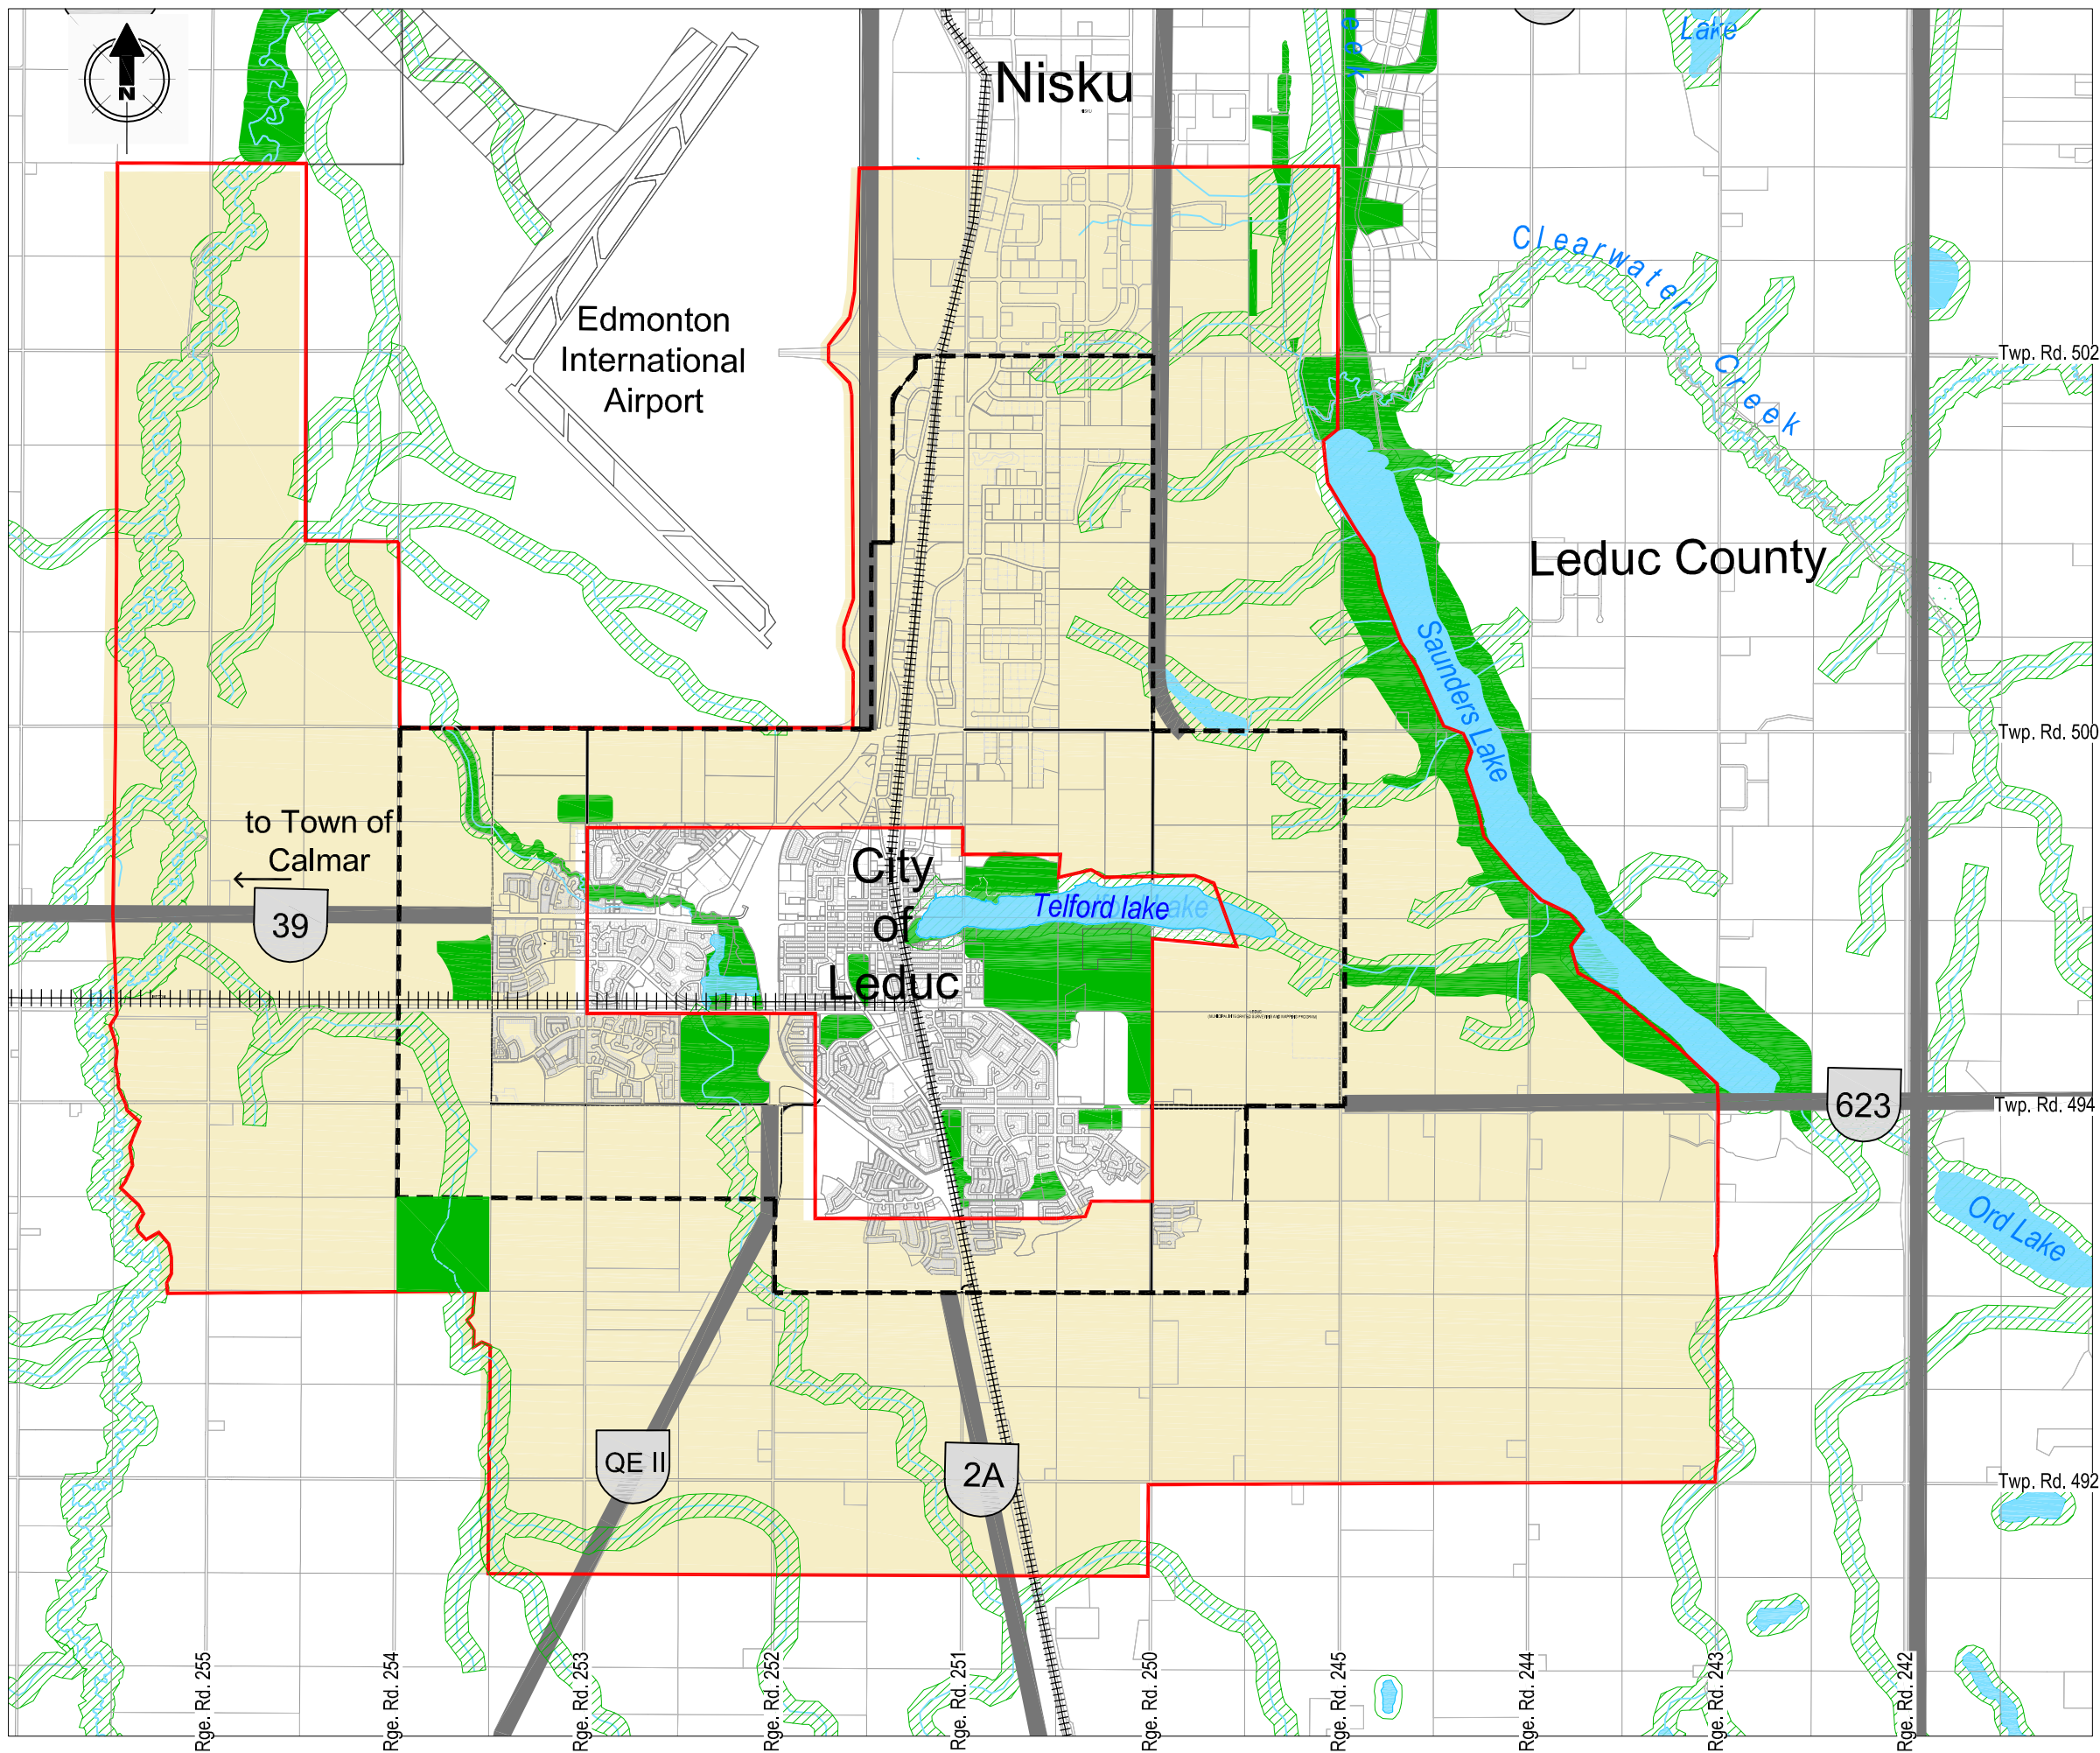 Lake
eek
N
Nisku
Clearwater
Creek
Edmonton
International
Airport
Twp. Rd. 502
Leduc County
Saunders Lake
Twp. Rd. 500
to Town of
Calmar
39
City
of
Leduc
Telford lake
Lake
623
Twp. Rd. 494
Ord Lake
QE II
2A
Twp. Rd. 492
Rge. Rd. 255
Rge. Rd. 254
Rge. Rd. 253
Rge. Rd. 252
Rge. Rd. 251
Rge. Rd. 250
Rge. Rd. 245
Rge. Rd. 244
Rge. Rd. 243
Rge. Rd. 242